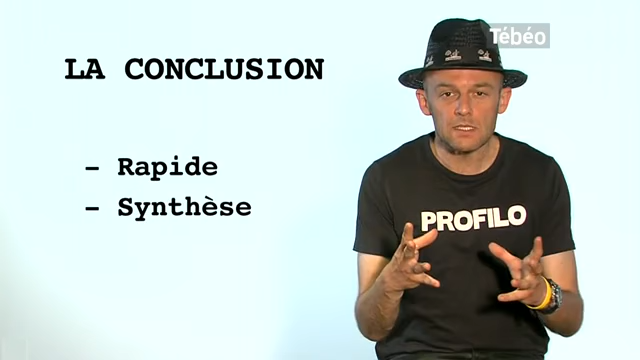 Tébéo
LA CONCLUSION
- Rapide
- Synthèse
PROFILO